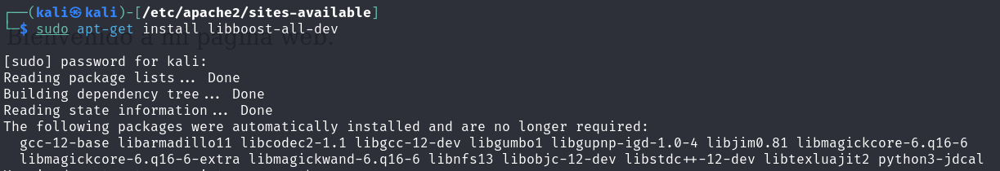 ┌──(kali㉿kali)-[/etc/apache2/sites-available]
└─$ sudo apt-get install libboost-all-dev
Bienvenido a mi pagina web.
[sudo] password for kali:
Reading package lists... Done
Building dependency tree... Done
Reading state information... Done
The following packages were automatically installed and are no longer required:
  gcc-12-base libarmadillo11 libcodec2-1.1 libgcc-12-dev libgumbo1 libgupnp-igd-1.0-4 libjim0.81 libmagickcore-6.q16-6
  libmagickcore-6.q16-6-extra libmagickwand-6.q16-6 libnfs13 libobjc-12-dev libstdc++-12-dev libtexluajit2 python3-jdcal